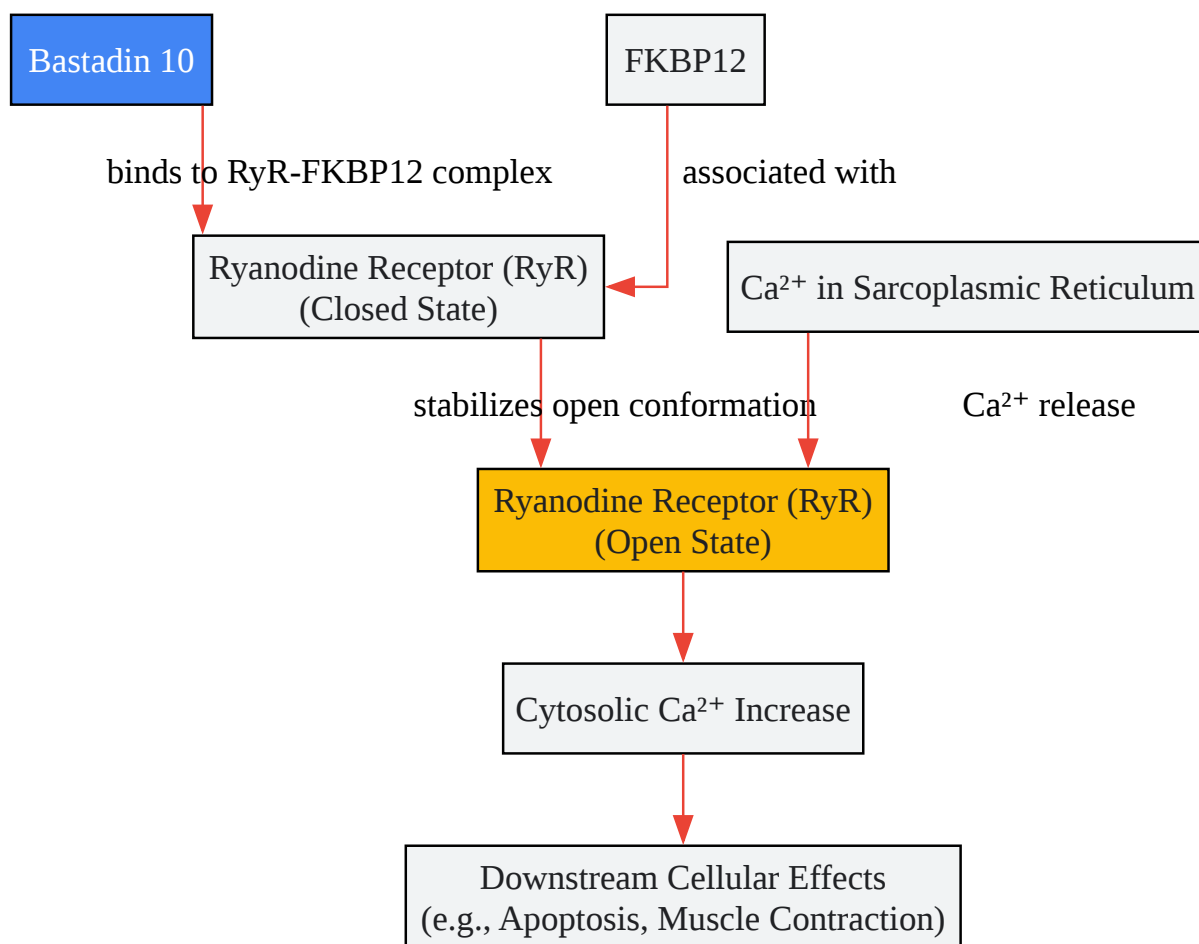 Bastadin 10
FKBP12
binds to RyR-FKBP12 complex
associated with
Ryanodine Receptor (RyR)
(Closed State)
Ca²⁺ in Sarcoplasmic Reticulum
stabilizes open conformation
Ca²⁺ release
Ryanodine Receptor (RyR)
(Open State)
Cytosolic Ca²⁺ Increase
Downstream Cellular Effects
(e.g., Apoptosis, Muscle Contraction)